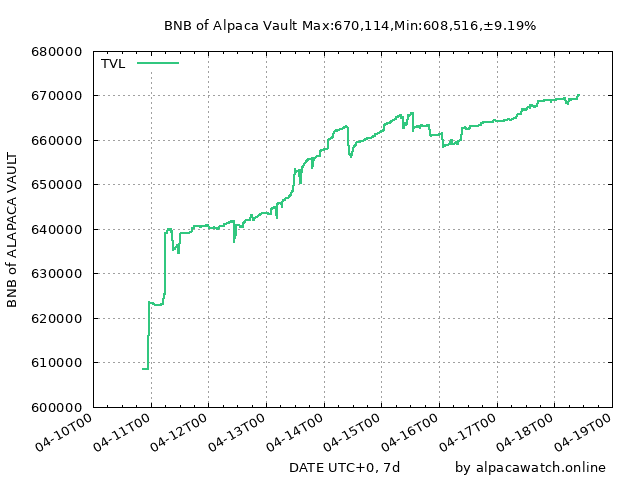 BNB of Alpaca Vault Max:670,114,Min:608,516,±9.19%
TVL
680000
670000
660000
650000
640000
630000
620000
610000
600000
BNB of ALAPACA VAULT
04-10T00
04-11T00
04-12T00
04-13T00
04-14T00
04-15T00
04-16T00
04-17T00
04-18T00
04-19T00
DATE UTC+0, 7d
by alpacawatch.online